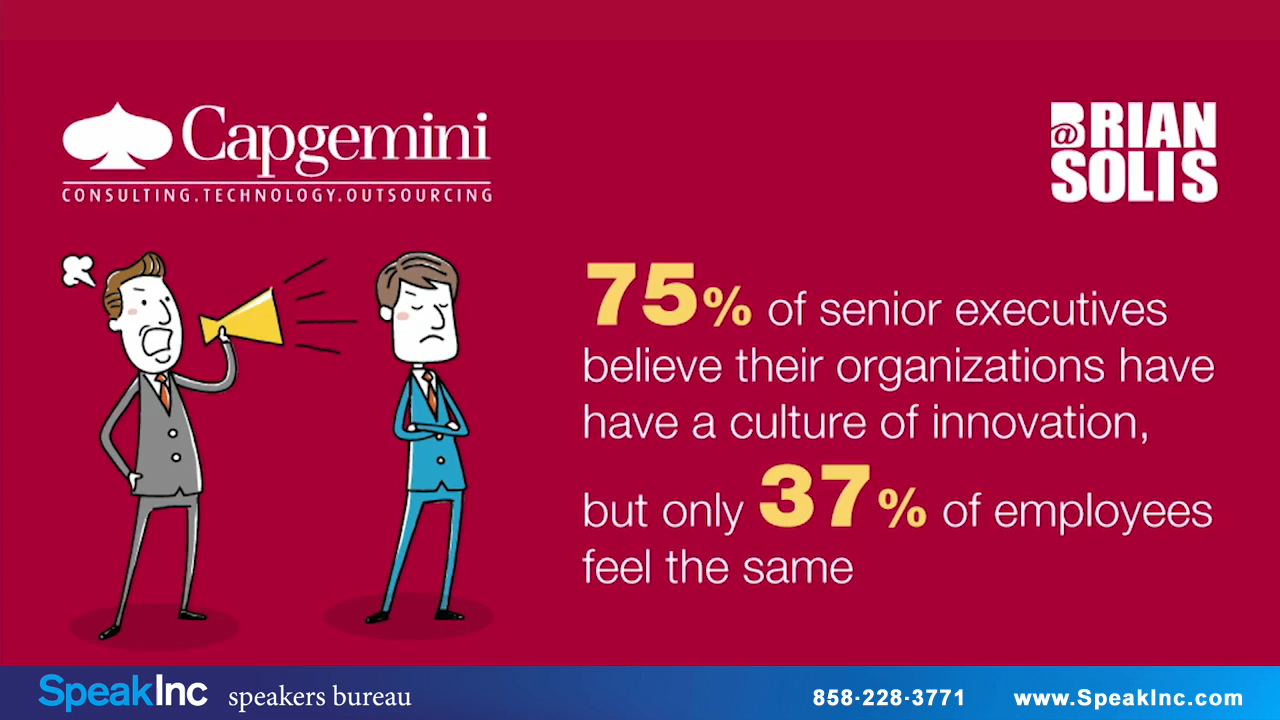 Capgemini
CONSULTING.TECHNOLOGY.OUTSOURCING
@BRIAN
SOLIS
75% of senior executives
believe their organizations have
have a culture of innovation,
but only 37% of employees
feel the same
SpeakInc speakers bureau
858-228-3771 www.SpeakInc.com